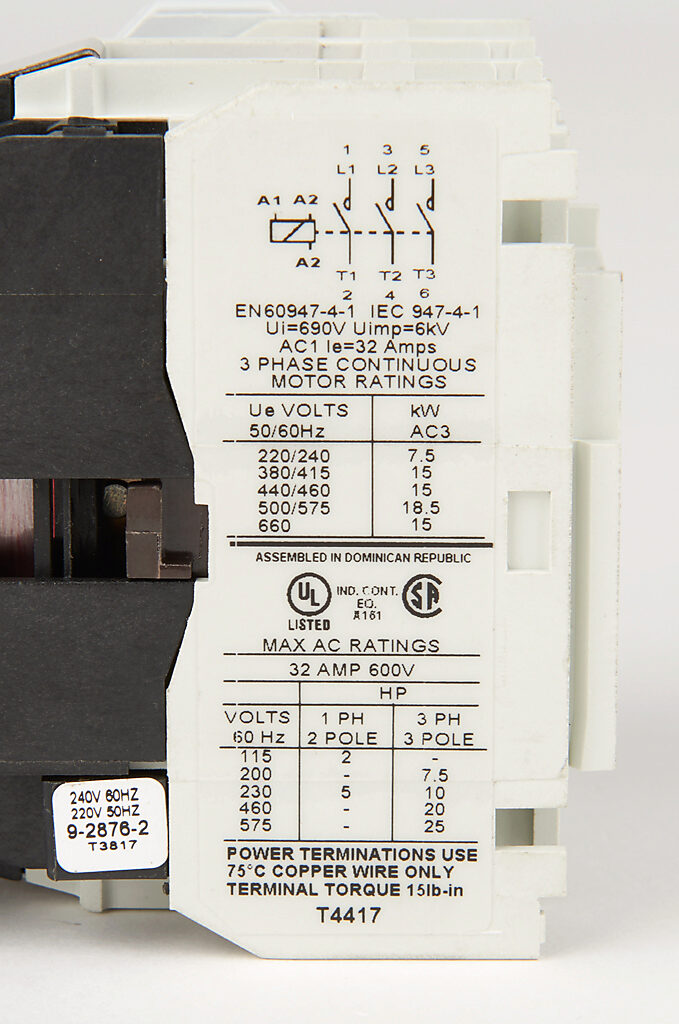 1 3 5
L1 L2 L3
A1 A2
A2
T1 T2 T3
2 4 6
EN60947-4-1 IEC 947-4-1
Ui=690V Uimp=6kV
AC1 Ie=32 Amps
3 PHASE CONTINUOUS
MOTOR RATINGS
Ue VOLTS kW
50/60Hz AC3
220/240 7.5
380/415 15
440/460 15
500/575 18.5
660 15
ASSEMBLED IN DOMINICAN REPUBLIC
UL IND. CONT. SA
EQ.
LISTED A161
MAX AC RATINGS
32 AMP 600V
HP
VOLTS 1 PH 3 PH
60 Hz 2 POLE 3 POLE
115 2 -
200 - 7.5
230 5 10
460 - 20
575 - 25
POWER TERMINATIONS USE
75°C COPPER WIRE ONLY
TERMINAL TORQUE 15lb-in
T4417
240V 60HZ
220V 50HZ
9-2876-2
T3817